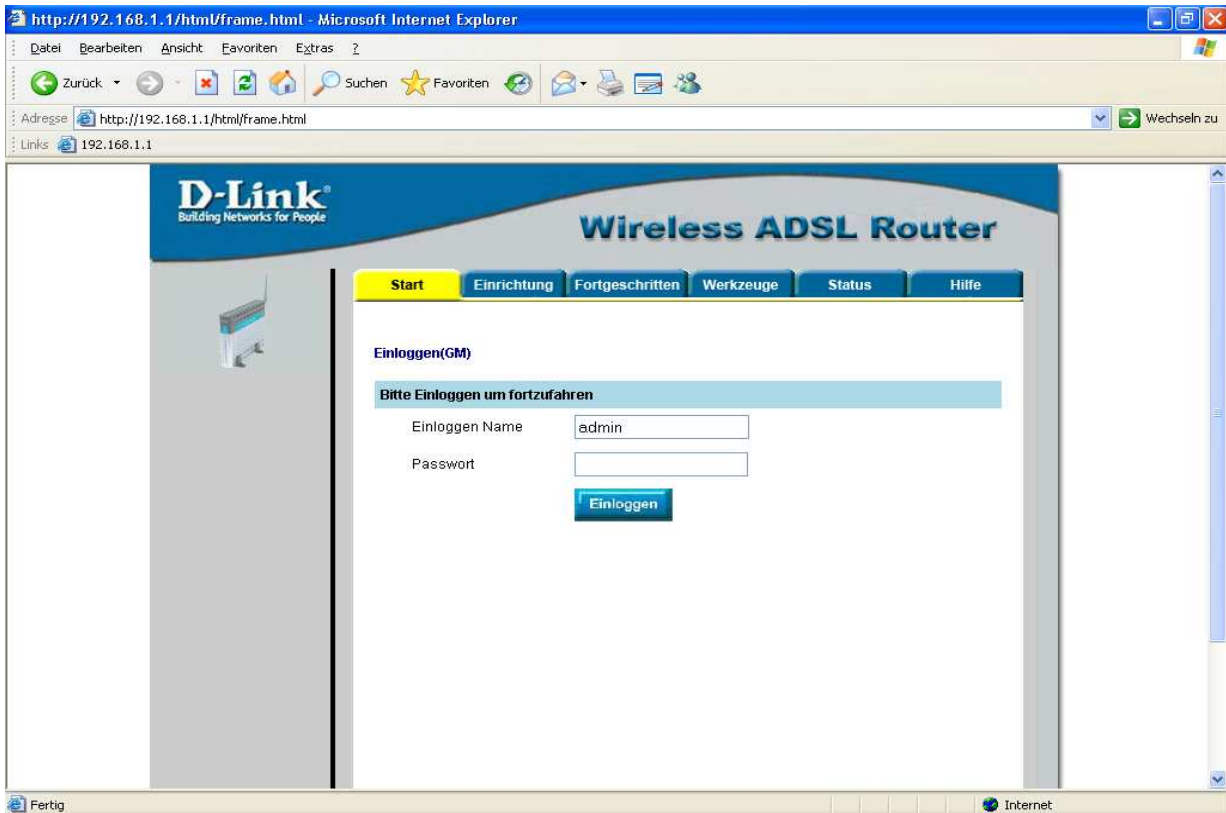 http://192.168.1.1/html/frame.html - Microsoft Internet Explorer
Datei Bearbeiten Ansicht Favoriten Extras ?
Zurück Suchen Favoriten
Adresse http://192.168.1.1/html/frame.html Wechseln zu
Links 192.168.1.1
D-Link®
Building Networks for People
Wireless ADSL Router
Start Einrichtung Fortgeschritten Werkzeuge Status Hilfe
Einloggen(GM)
Bitte Einloggen um fortzufahren
Einloggen Name admin
Passwort
Einloggen
Fertig Internet